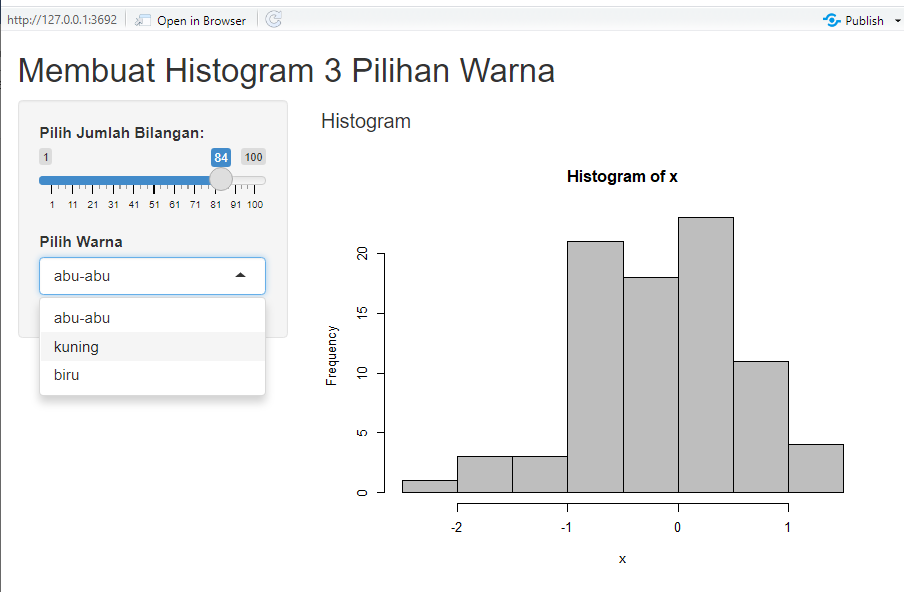 http://127.0.0.1:3692 Open in Browser Publish
Membuat Histogram 3 Pilihan Warna
Pilih Jumlah Bilangan:
1 84 100
1 11 21 31 41 51 61 71 81 91 100
Pilih Warna
abu-abu
abu-abu
kuning
biru
Histogram
Histogram of x
Frequency
20
15
10
5
0
-2 -1 0 1
x